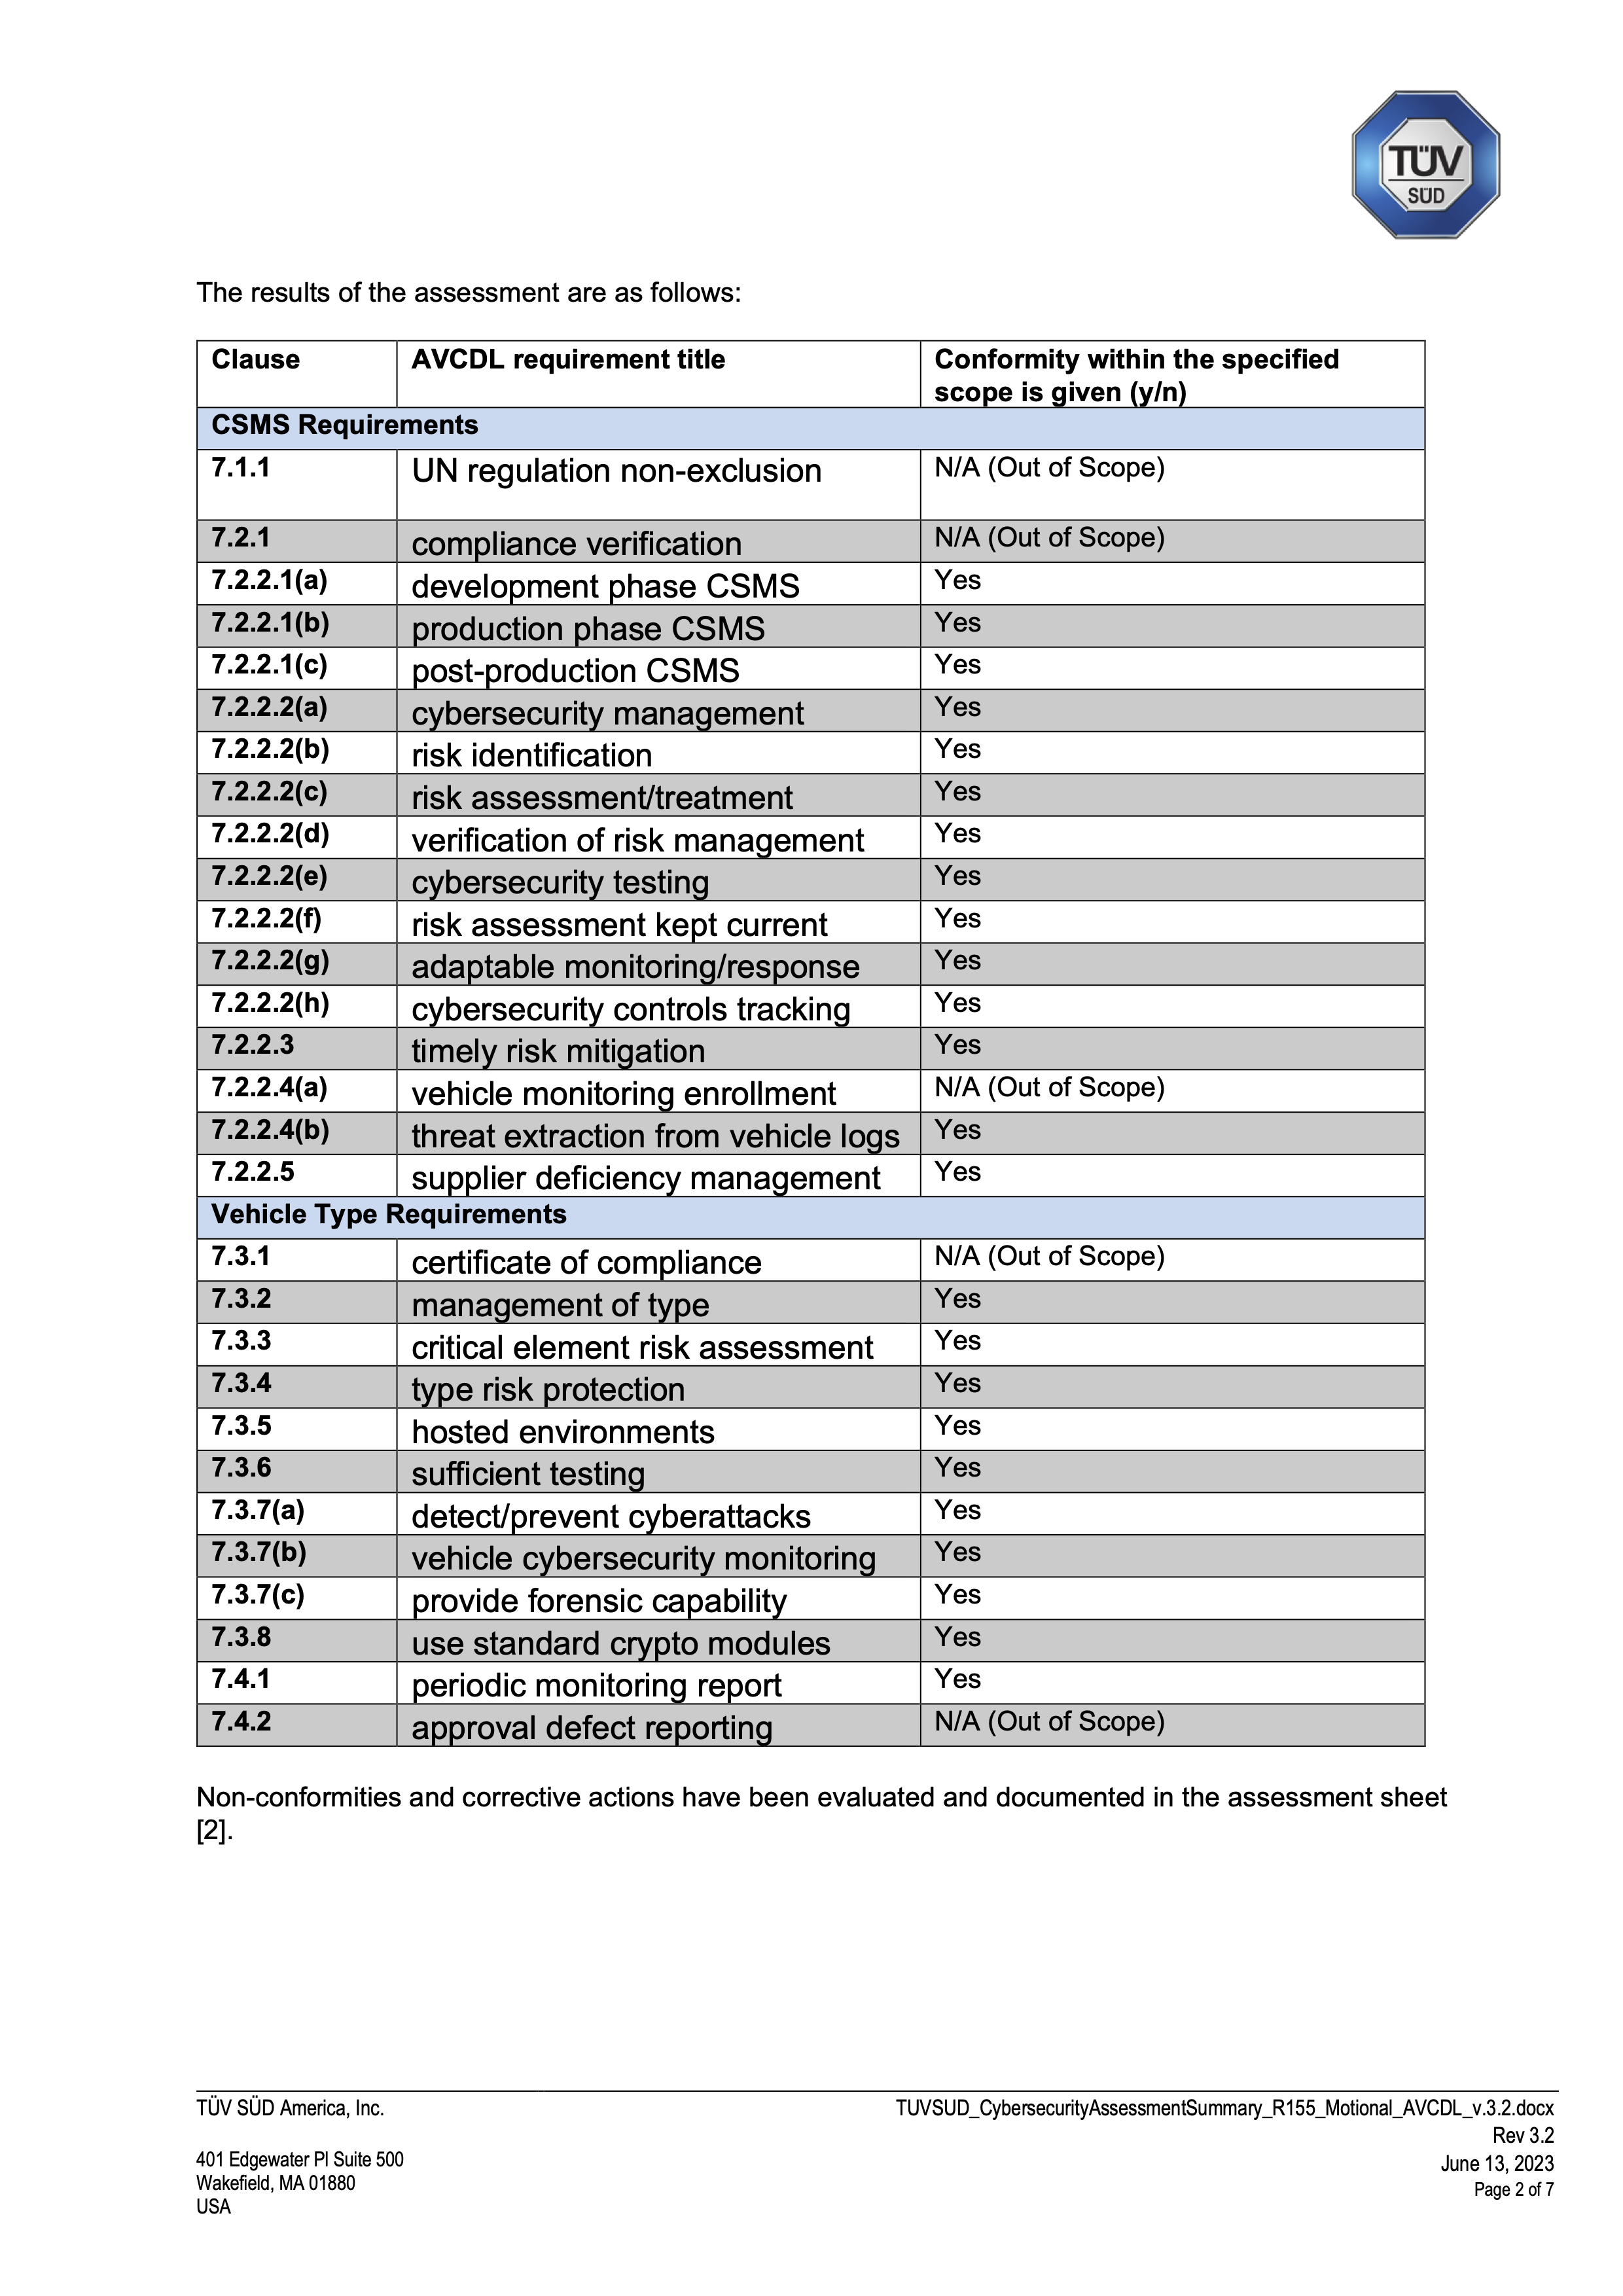 TÜV
SÜD
The results of the assessment are as follows:
Clause AVCDL requirement title Conformity within the specified
scope is given (y/n)
CSMS Requirements
7.1.1 UN regulation non-exclusion N/A (Out of Scope)
7.2.1 compliance verification N/A (Out of Scope)
7.2.2.1(a) development phase CSMS Yes
7.2.2.1(b) production phase CSMS Yes
7.2.2.1(c) post-production CSMS Yes
7.2.2.2(a) cybersecurity management Yes
7.2.2.2(b) risk identification Yes
7.2.2.2(c) risk assessment/treatment Yes
7.2.2.2(d) verification of risk management Yes
7.2.2.2(e) cybersecurity testing Yes
7.2.2.2(f) risk assessment kept current Yes
7.2.2.2(g) adaptable monitoring/response Yes
7.2.2.2(h) cybersecurity controls tracking Yes
7.2.2.3 timely risk mitigation Yes
7.2.2.4(a) vehicle monitoring enrollment N/A (Out of Scope)
7.2.2.4(b) threat extraction from vehicle logs Yes
7.2.2.5 supplier deficiency management Yes
Vehicle Type Requirements
7.3.1 certificate of compliance N/A (Out of Scope)
7.3.2 management of type Yes
7.3.3 critical element risk assessment Yes
7.3.4 type risk protection Yes
7.3.5 hosted environments Yes
7.3.6 sufficient testing Yes
7.3.7(a) detect/prevent cyberattacks Yes
7.3.7(b) vehicle cybersecurity monitoring Yes
7.3.7(c) provide forensic capability Yes
7.3.8 use standard crypto modules Yes
7.4.1 periodic monitoring report Yes
7.4.2 approval defect reporting N/A (Out of Scope)
Non-conformities and corrective actions have been evaluated and documented in the assessment sheet
[2].
TÜV SÜD America, Inc. TUVSUD_CybersecurityAssessmentSummary_R155_Motional_AVCDL_v.3.2.docx
Rev 3.2
401 Edgewater Pl Suite 500 June 13, 2023
Wakefield, MA 01880 Page 2 of 7
USA